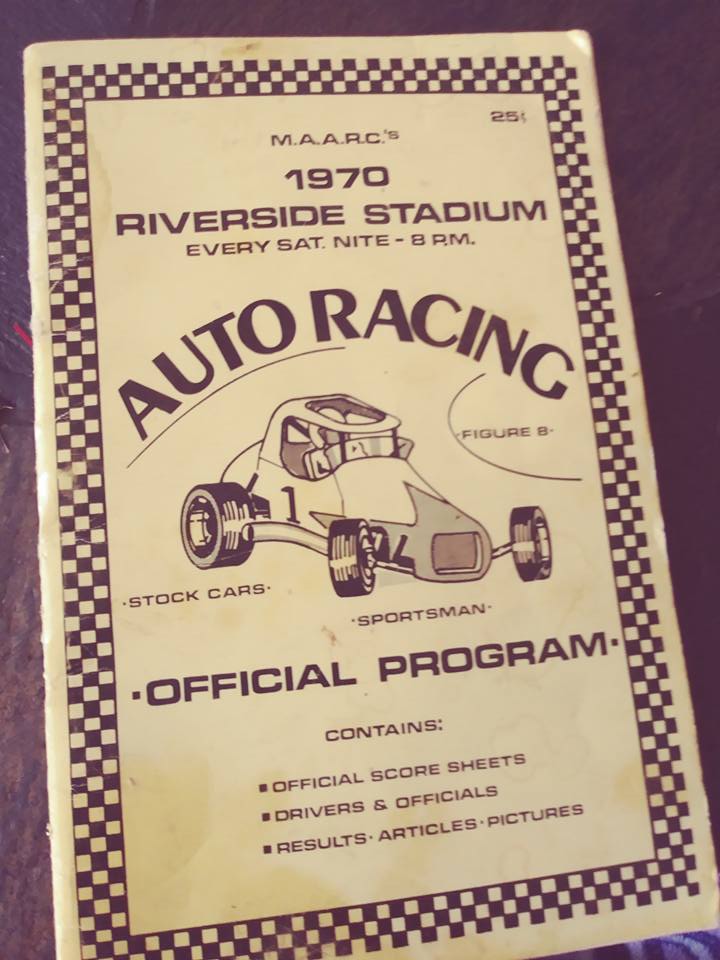 25¢
M.A.A.R.C.'s
1970
RIVERSIDE STADIUM
EVERY SAT. NITE - 8 P.M.
AUTO RACING
·FIGURE 8·
1
·STOCK CARS·
·SPORTSMAN·
·OFFICIAL PROGRAM·
CONTAINS:
■ OFFICIAL SCORE SHEETS
■ DRIVERS & OFFICIALS
■ RESULTS· ARTICLES· PICTURES